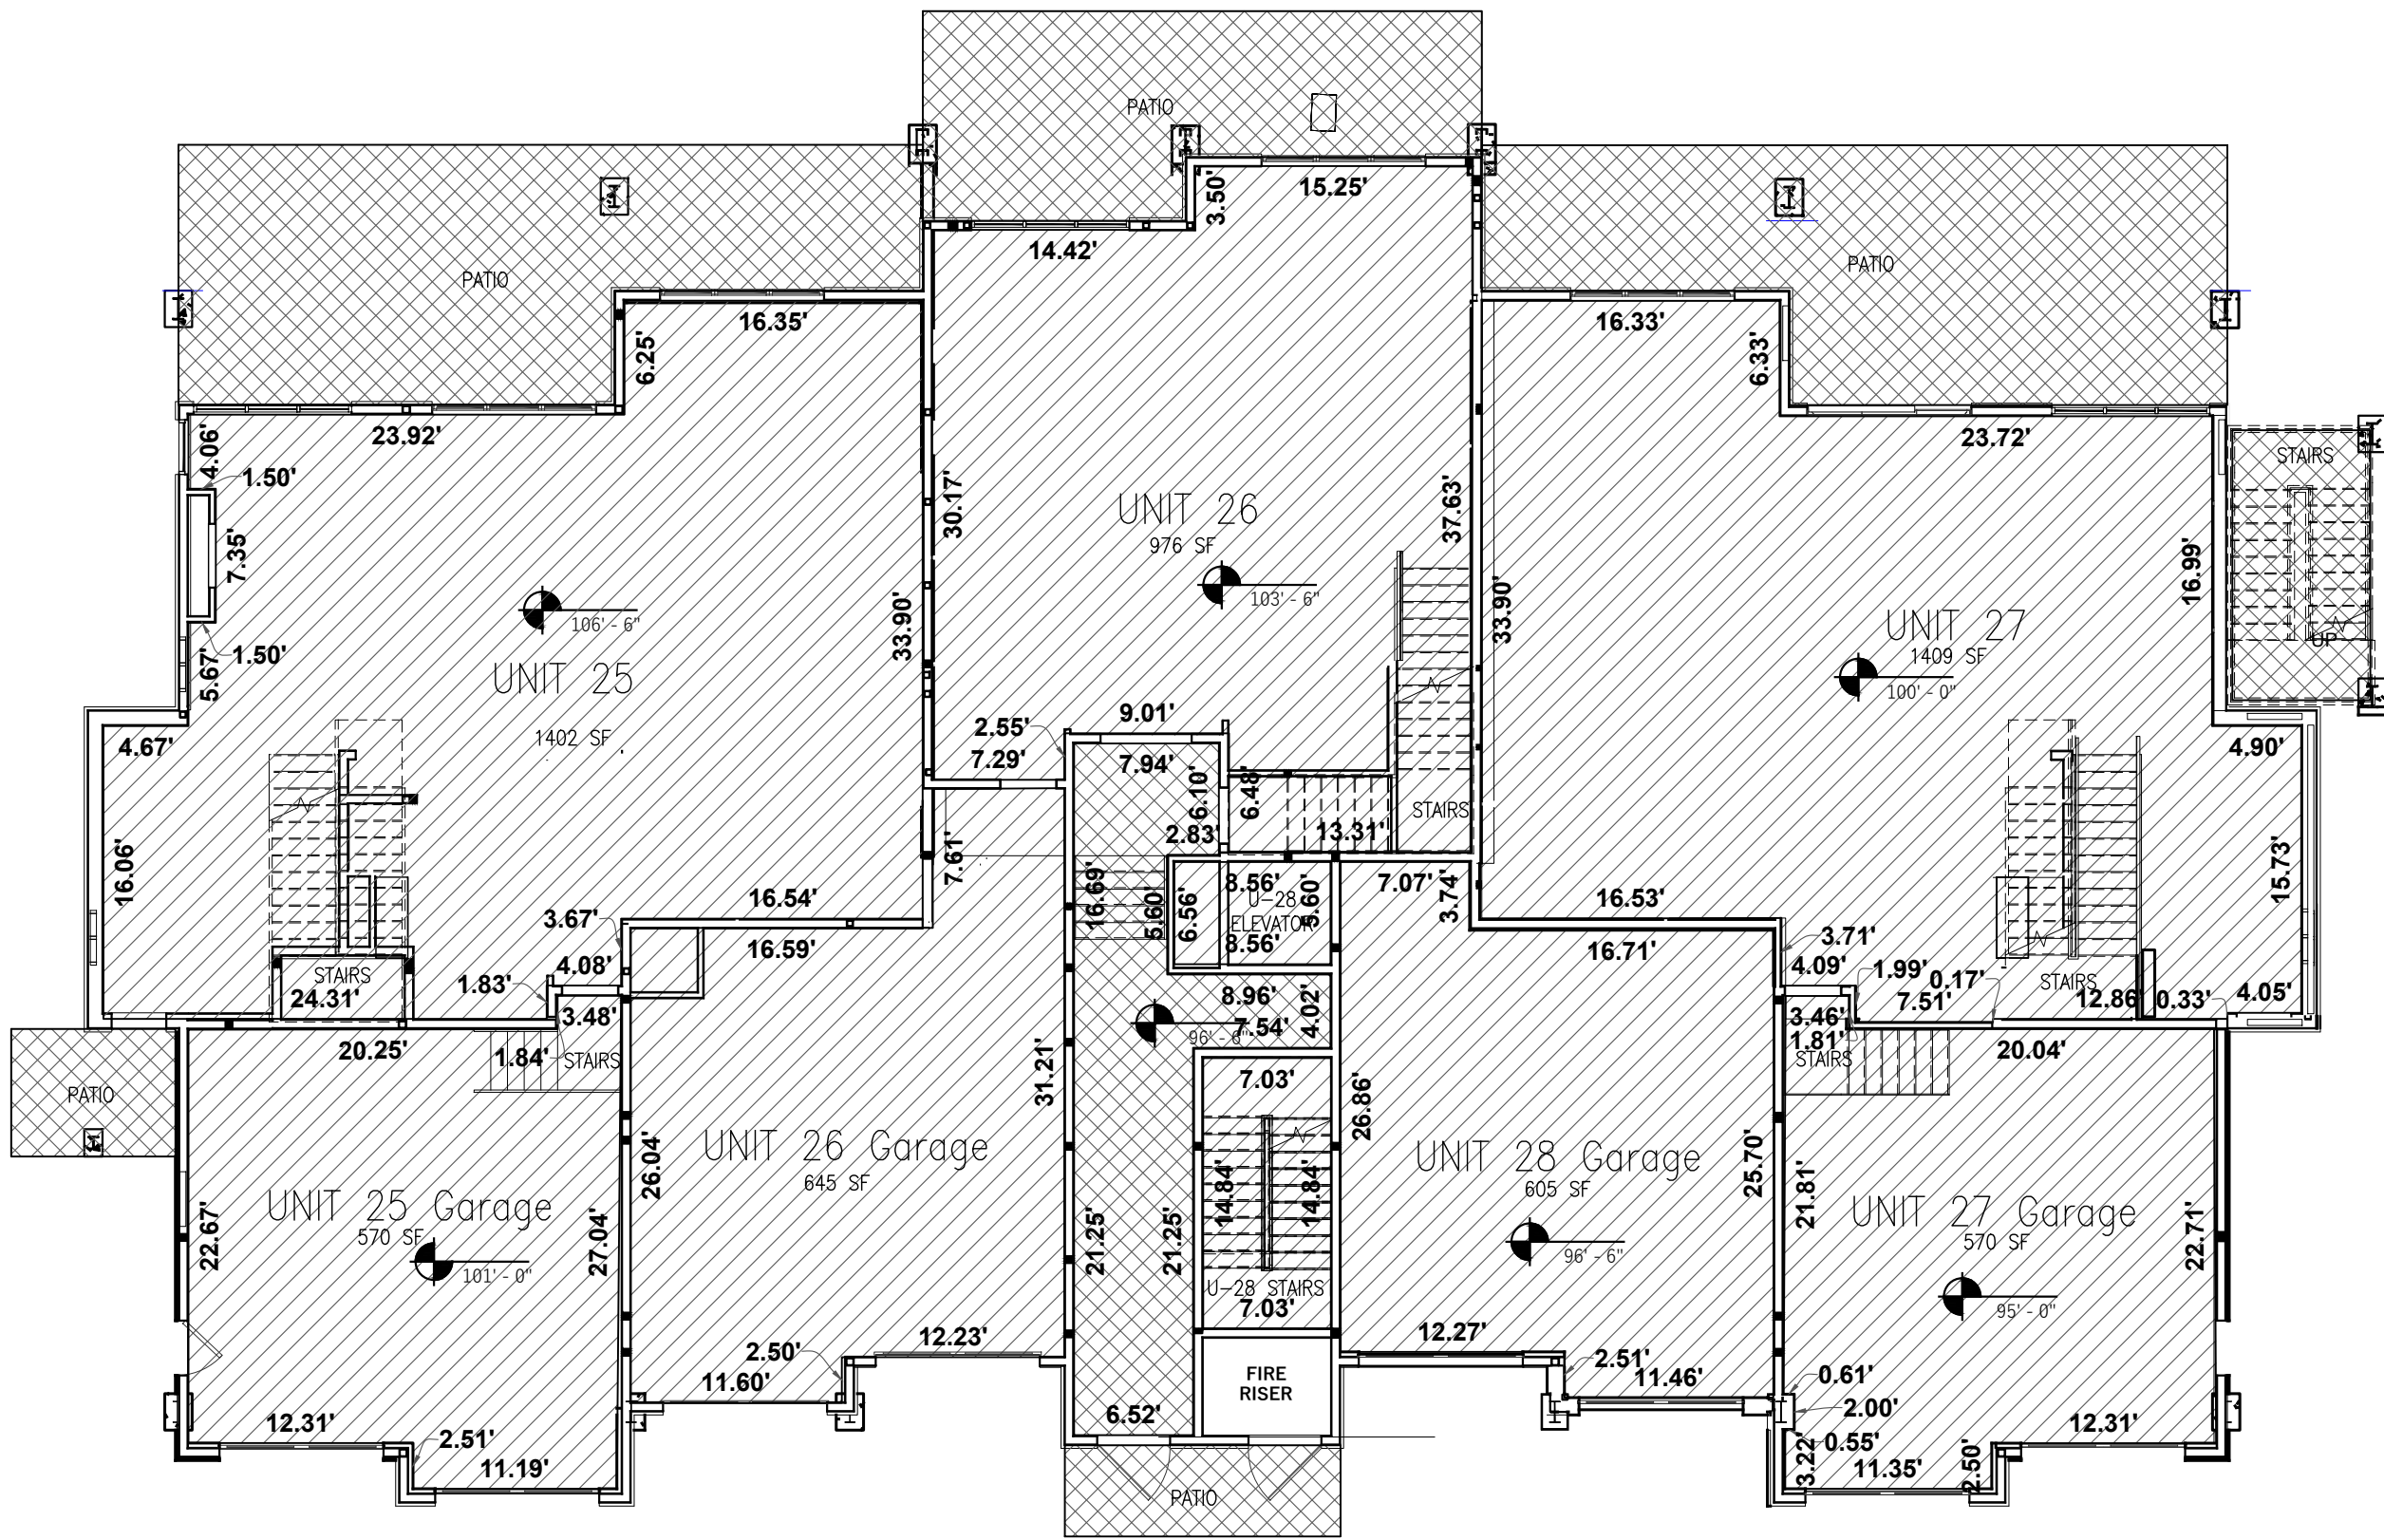 PATIO
15.25'
3.50'
14.42'
PATIO
PATIO
16.35'
6.25'
16.33'
6.33'
23.92'
4.06'
1.50'
7.35'
1.50'
5.67'
106' - 6"
UNIT 25
1402 SF
33.90'
30.17'
UNIT 26
976 SF
103' - 6"
37.63'
33.90'
23.72'
16.99'
UNIT 27
1409 SF
100' - 0"
STAIRS
UP
4.67'
16.06'
STAIRS
24.31'
1.83'
3.67'
4.08'
3.48'
16.54'
16.59'
7.61'
2.55'
7.29'
9.01'
7.94'
6.10'
2.83'
6.48'
13.31'
STAIRS
16.69'
5.60'
6.56'
8.56'
U-28
ELEVATOR
8.56'
5.60'
7.07'
3.74'
16.53'
16.71'
3.71'
4.09'
1.99'
0.17'
7.51'
3.46'
1.81'
STAIRS
STAIRS
12.86'
0.33'
4.05'
4.90'
15.73'
PATIO
20.25'
1.84'
STAIRS
22.67'
UNIT 25 Garage
570 SF
101' - 0"
27.04'
12.31'
2.51'
11.19'
26.04'
UNIT 26 Garage
645 SF
31.21'
11.60'
2.50'
12.23'
8.96'
7.54'
4.02'
96' - 6"
21.25'
21.25'
6.52'
7.03'
14.84'
14.84'
U-28 STAIRS
7.03'
FIRE
RISER
PATIO
26.86'
UNIT 28 Garage
605 SF
96' - 6"
25.70'
12.27'
2.51'
11.46'
20.04'
21.81'
UNIT 27 Garage
570 SF
95' - 0"
22.71'
0.61'
2.00'
0.55'
3.22'
11.35'
2.50'
12.31'